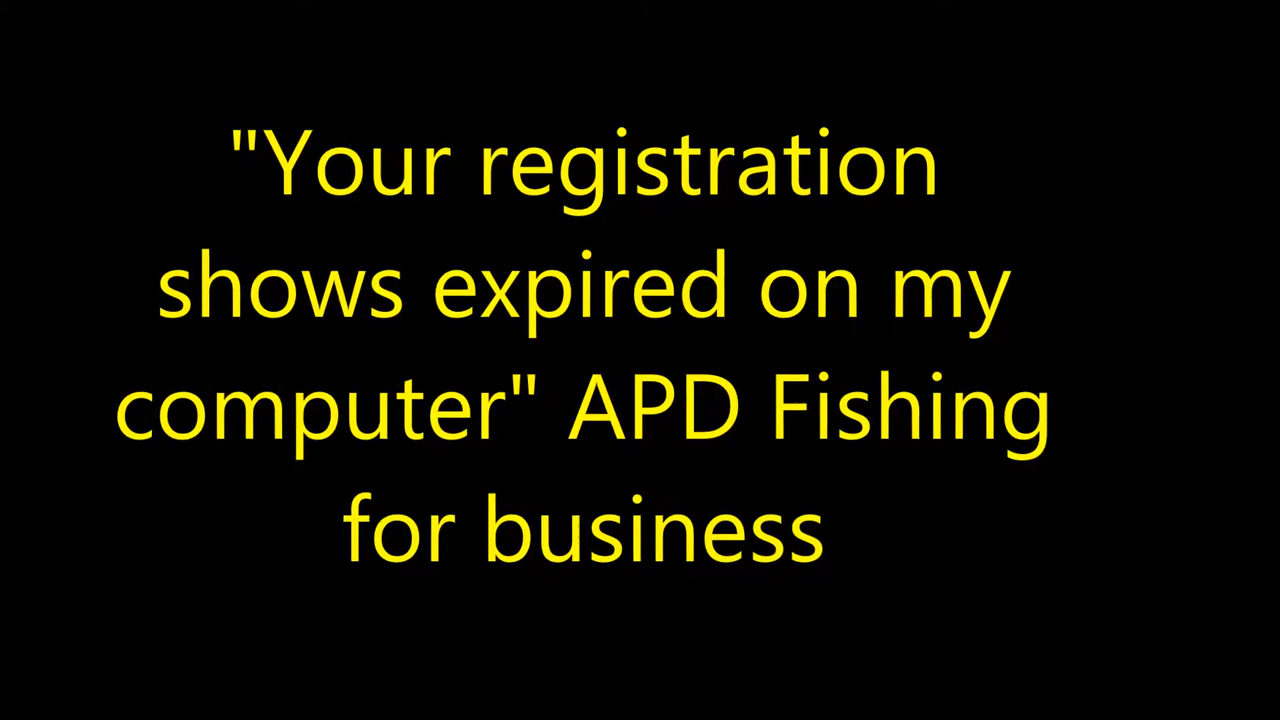 "Your registration
shows expired on my
computer" APD Fishing
for business